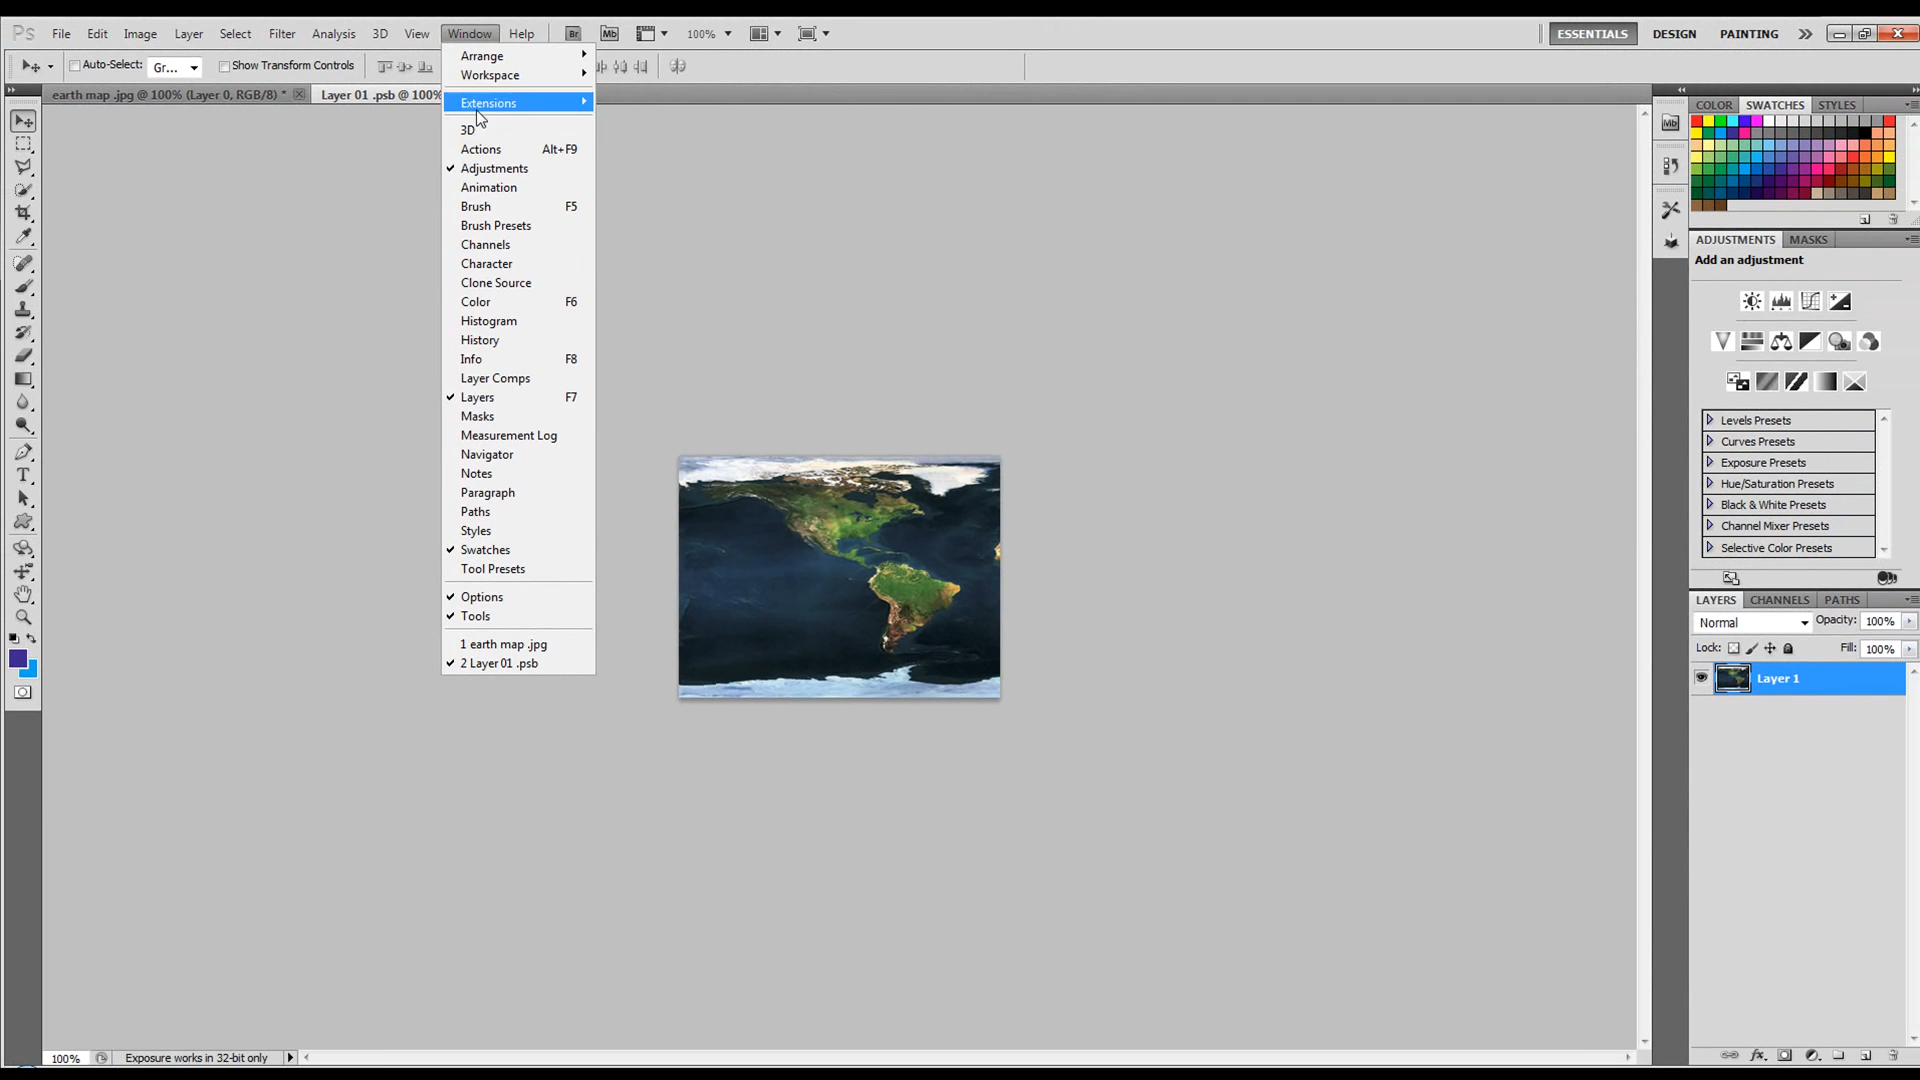 Ps File Edit Image Layer Select Filter Analysis 3D View Window Help Br Mb 100% ESSENTIALS DESIGN PAINTING
Auto-Select: Gr... Show Transform Controls
earth map .jpg @ 100% (Layer 0, RGB/8) * Layer 01 .psb @ 100%
Arrange
Workspace
Extensions
3D
Actions Alt+F9
Adjustments
Animation
Brush F5
Brush Presets
Channels
Character
Clone Source
Color F6
Histogram
History
Info F8
Layer Comps
Layers F7
Masks
Measurement Log
Navigator
Notes
Paragraph
Paths
Styles
Swatches
Tool Presets
Options
Tools
1 earth map .jpg
2 Layer 01 .psb
Mb
COLOR SWATCHES STYLES
ADJUSTMENTS MASKS
Add an adjustment
Levels Presets
Curves Presets
Exposure Presets
Hue/Saturation Presets
Black & White Presets
Channel Mixer Presets
Selective Color Presets
LAYERS CHANNELS PATHS
Normal Opacity: 100%
Lock: Fill: 100%
Layer 1
100% Exposure works in 32-bit only